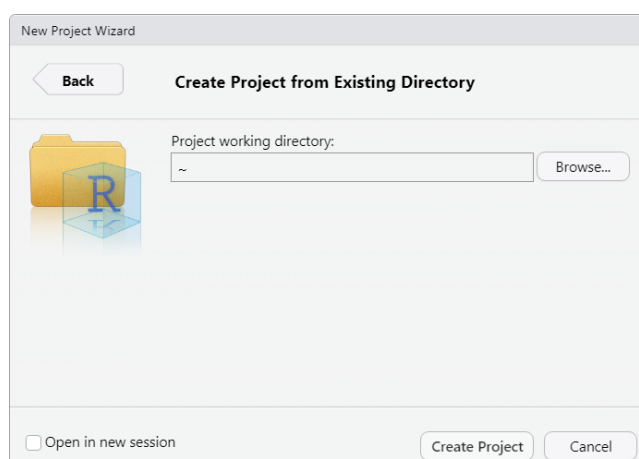 New Project Wizard
Back
Create Project from Existing Directory
Project working directory:
~
Browse...
R
Open in new session
Create Project
Cancel